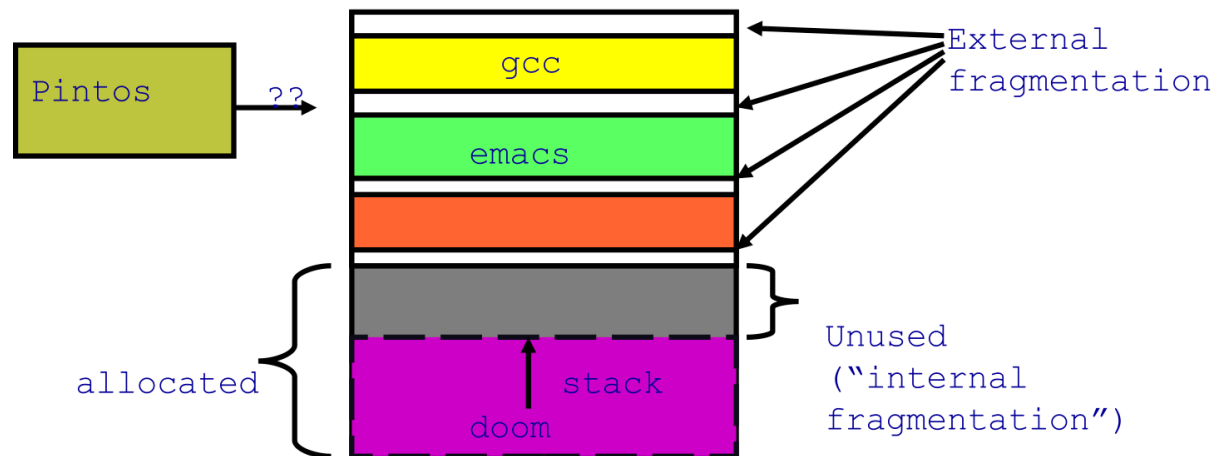 External
fragmentation
gcc
Pintos
??
emacs
allocated
stack
doom
Unused
(“internal
fragmentation”)